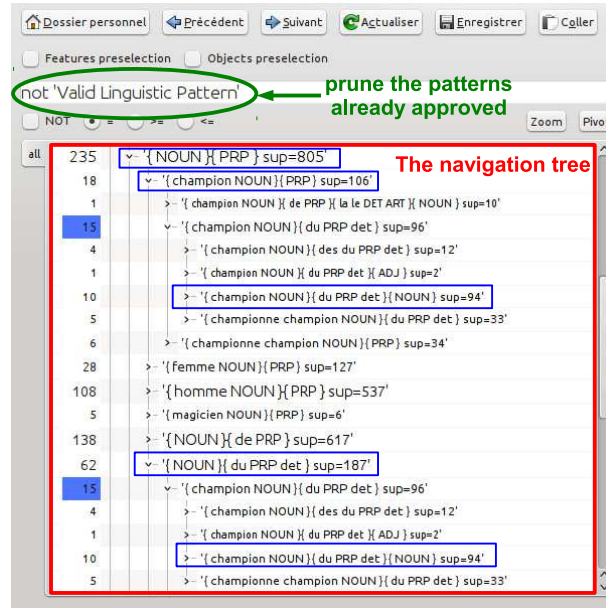 Dossier personnel Précédent Suivant Actualiser Enregistrer Coller
Features preselection Objects preselection
not 'Valid Linguistic Pattern'
prune the patterns
already approved
NOT = >= <= Zoom Pivo
all
The navigation tree
235 '{ NOUN }{ PRP } sup=805'
18 '{ champion NOUN }{ PRP } sup=106'
1 '{ champion NOUN }{ de PRP }{ la le DET ART }{ NOUN } sup=10'
15 '{ champion NOUN }{ du PRP det } sup=96'
4 '{ champion NOUN }{ des du PRP det } sup=12'
1 '{ champion NOUN }{ du PRP det }{ ADJ } sup=2'
10 '{ champion NOUN }{ du PRP det }{ NOUN } sup=94'
5 '{ championne champion NOUN }{ du PRP det } sup=33'
6 '{ championne champion NOUN }{ PRP } sup=34'
28 '{ femme NOUN }{ PRP } sup=127'
108 '{ homme NOUN }{ PRP } sup=537'
5 '{ magicien NOUN }{ PRP } sup=6'
138 '{ NOUN }{ de PRP } sup=617'
62 '{ NOUN }{ du PRP det } sup=187'
15 '{ champion NOUN }{ du PRP det } sup=96'
4 '{ champion NOUN }{ des du PRP det } sup=12'
1 '{ champion NOUN }{ du PRP det }{ ADJ } sup=2'
10 '{ champion NOUN }{ du PRP det }{ NOUN } sup=94'
5 '{ championne champion NOUN }{ du PRP det } sup=33'